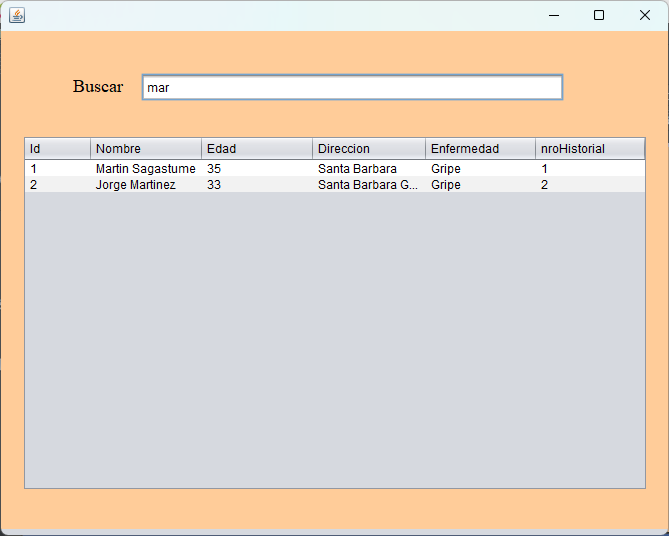 Buscar mar
Id Nombre Edad Direccion Enfermedad nroHistorial
1 Martin Sagastume 35 Santa Barbara Gripe 1
2 Jorge Martinez 33 Santa Barbara G... Gripe 2